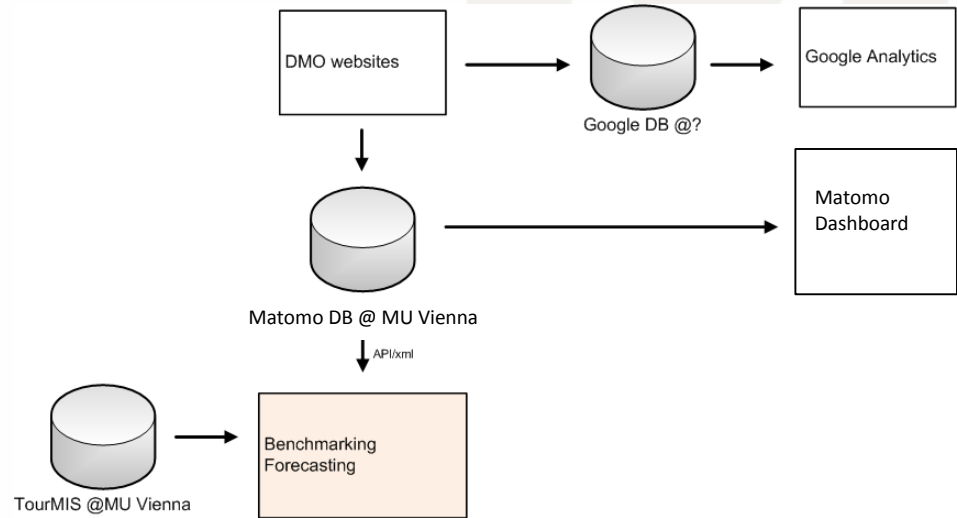 DMO websites
Google DB @?
Google Analytics
Matomo
Dashboard
Matomo DB @ MU Vienna
API/xml
TourMIS @MU Vienna
Benchmarking
Forecasting